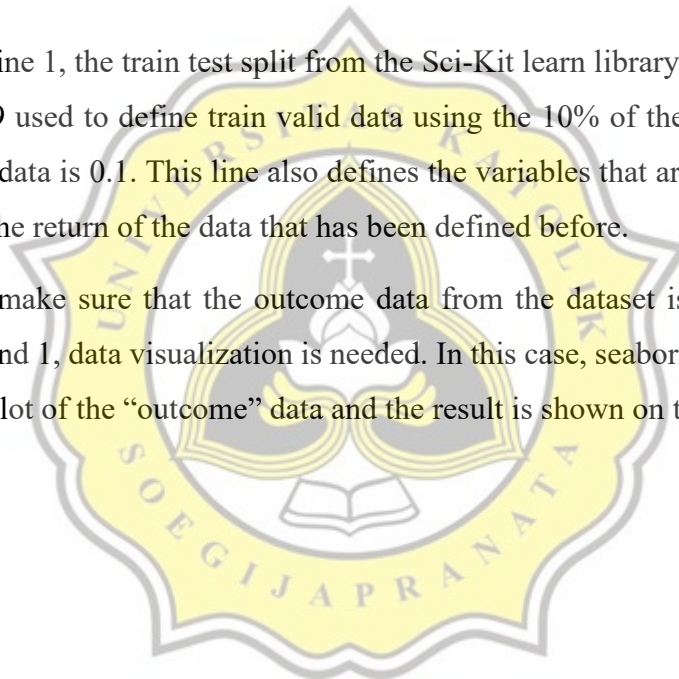 ine 1, the train test split from the Sci-Kit learn library
9 used to define train valid data using the 10% of the
data is 0.1. This line also defines the variables that ar
he return of the data that has been defined before.
make sure that the outcome data from the dataset is
nd 1, data visualization is needed. In this case, seabor
lot of the “outcome” data and the result is shown on t
UNIVERSITAS KATOLIK
SOEGIJAPRANATA